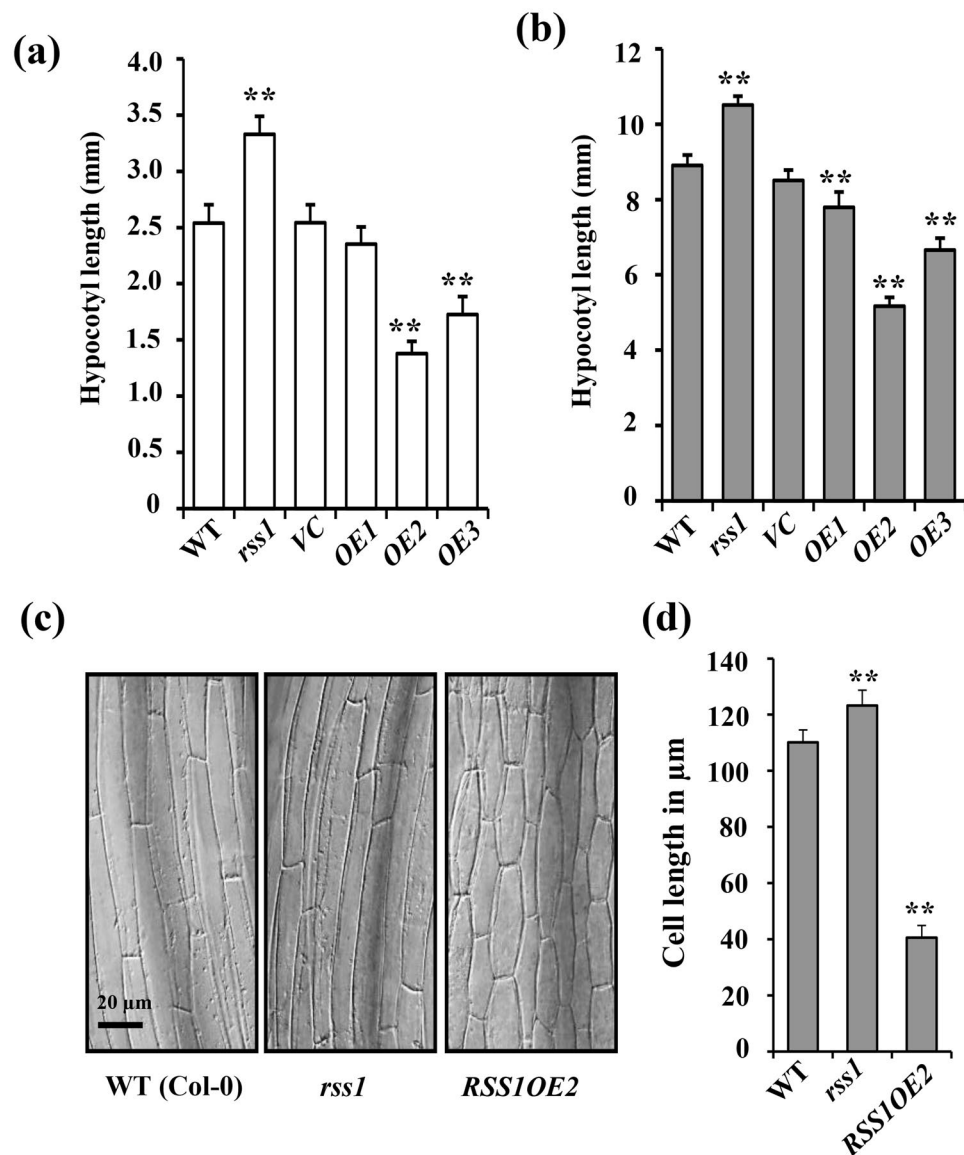 (a)
Hypocotyl length (mm)
4.0
3.5
3.0
2.5
2.0
1.5
1.0
0.5
0
**
**
**
WT
rss1
VC
OE1
OE2
OE3
(b)
Hypocotyl length (mm)
12
10
8
6
4
2
0
**
**
**
**
WT
rss1
VC
OE1
OE2
OE3
(c)
20 µm
WT (Col-0)
rss1
RSS1OE2
(d)
Cell length in µm
140
120
100
80
60
40
20
0
**
**
WT
rss1
RSS1OE2